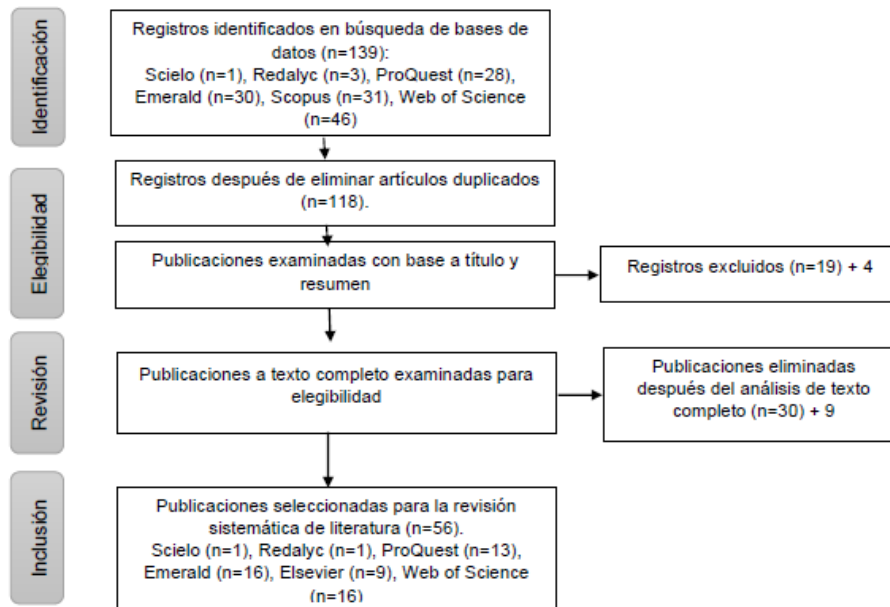 Identificación
Registros identificados en búsqueda de bases de
datos (n=139):
Scielo (n=1), Redalyc (n=3), ProQuest (n=28),
Emerald (n=30), Scopus (n=31), Web of Science
(n=46)
Elegibilidad
Registros después de eliminar artículos duplicados
(n=118).
Publicaciones examinadas con base a título y
resumen
Registros excluidos (n=19) + 4
Revisión
Publicaciones a texto completo examinadas para
elegibilidad
Publicaciones eliminadas
después del análisis de texto
completo (n=30) + 9
Inclusión
Publicaciones seleccionadas para la revisión
sistemática de literatura (n=56).
Scielo (n=1), Redalyc (n=1), ProQuest (n=13),
Emerald (n=16), Elsevier (n=9), Web of Science
(n=16)